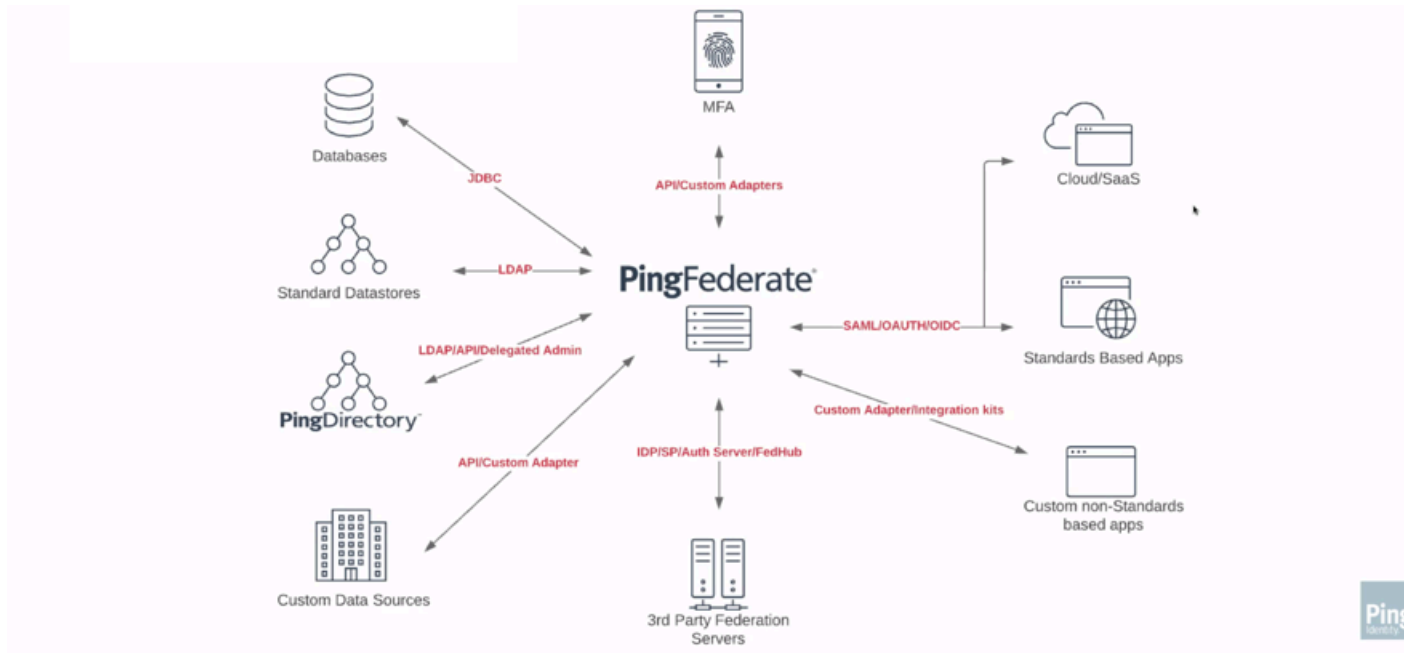 MFA
Databases
JDBC
API/Custom Adapters
Cloud/SaaS
LDAP
Standard Datastores
PingFederate®
SAML/OAUTH/OIDC
Standards Based Apps
LDAP/API/Delegated Admin
PingDirectory™
Custom Adapter/Integration kits
API/Custom Adapter
IDP/SP/Auth Server/FedHub
Custom non-Standards
based apps
Custom Data Sources
3rd Party Federation
Servers
Ping
Identity